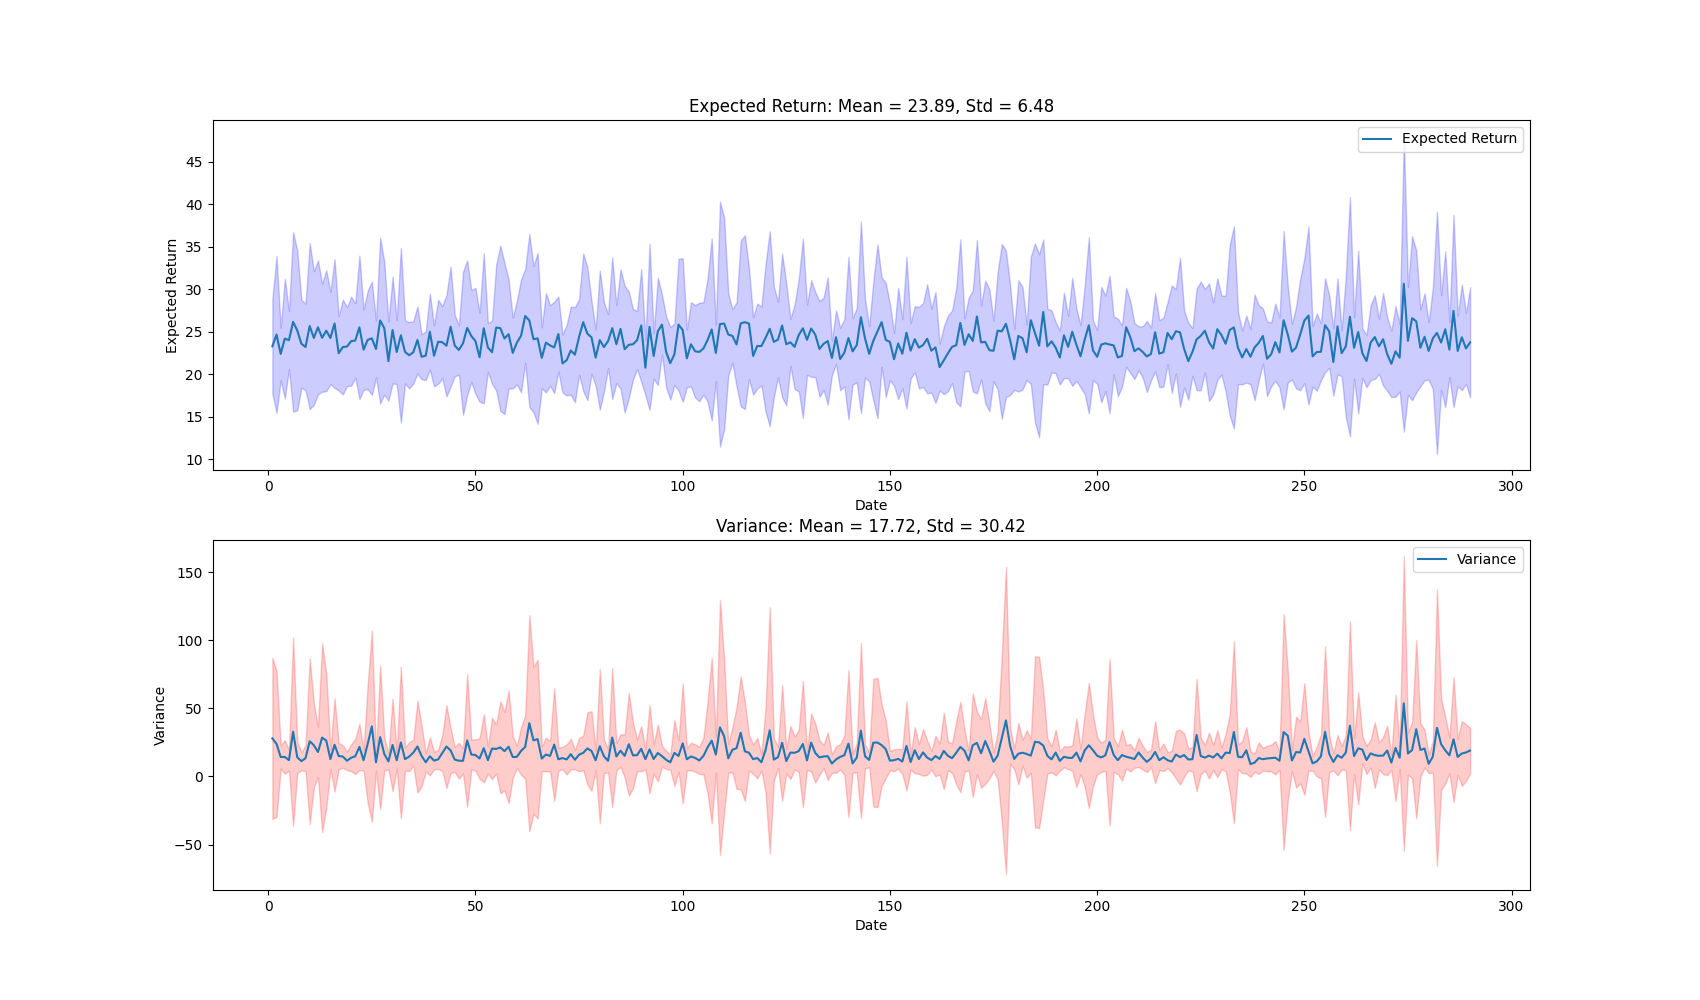 Expected Return: Mean = 23.89, Std = 6.48
Expected Return
45
40
35
30
25
20
15
10
Expected Return
0 50 100 150 200 250 300
Date
Variance: Mean = 17.72, Std = 30.42
Variance
150
100
50
0
−50
Variance
0 50 100 150 200 250 300
Date